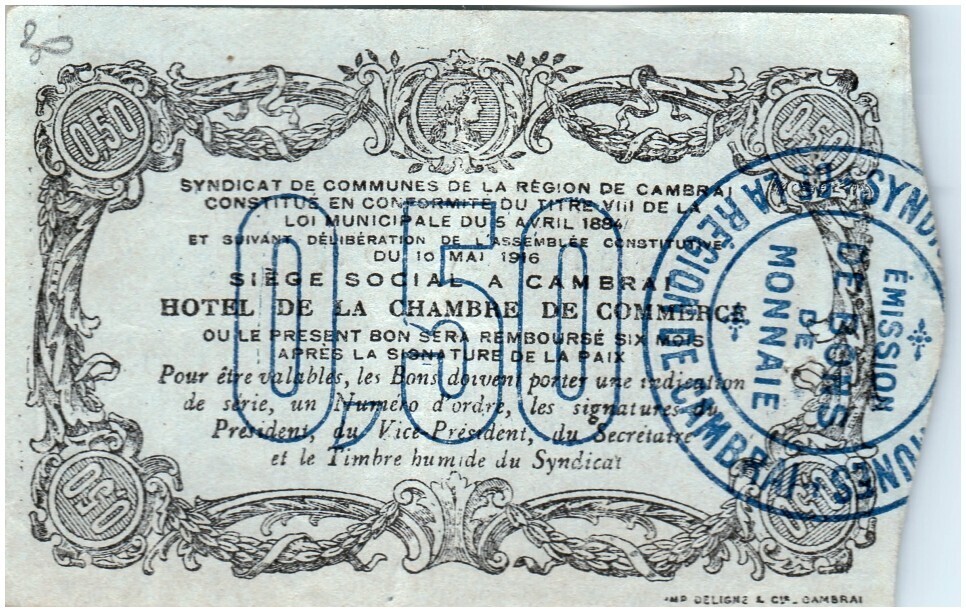 50
0,50
0,50
SYNDICAT DE COMMUNES DE LA RÉGION DE CAMBRAI
CONSTITUÉ EN CONFORMITÉ DU TITRE VIII DE LA
LOI MUNICIPALE DU 5 AVRIL 1884
ET SUIVANT DÉLIBÉRATION DE L'ASSEMBLÉE CONSTITUTIVE
DU 10 MAI 1916
SIÈGE SOCIAL A CAMBRAI
HOTEL DE LA CHAMBRE DE COMMERCE
OU LE PRÉSENT BON SERA REMBOURSÉ SIX MOIS
APRÈS LA SIGNATURE DE LA PAIX
Pour être valables, les Bons doivent porter une indication
de série, un Numéro d'ordre, les signatures du
Président, du Vice-Président, du Secrétaire
et le Timbre humide du Syndicat
0,50
SYNDI
MUNES DE LA RÉGION DE CAMBRAI
ÉMISSION
DE BONS
DE
MONNAIE
0,50
0,50
IMP. DELIGNE & Cie. CAMBRAI